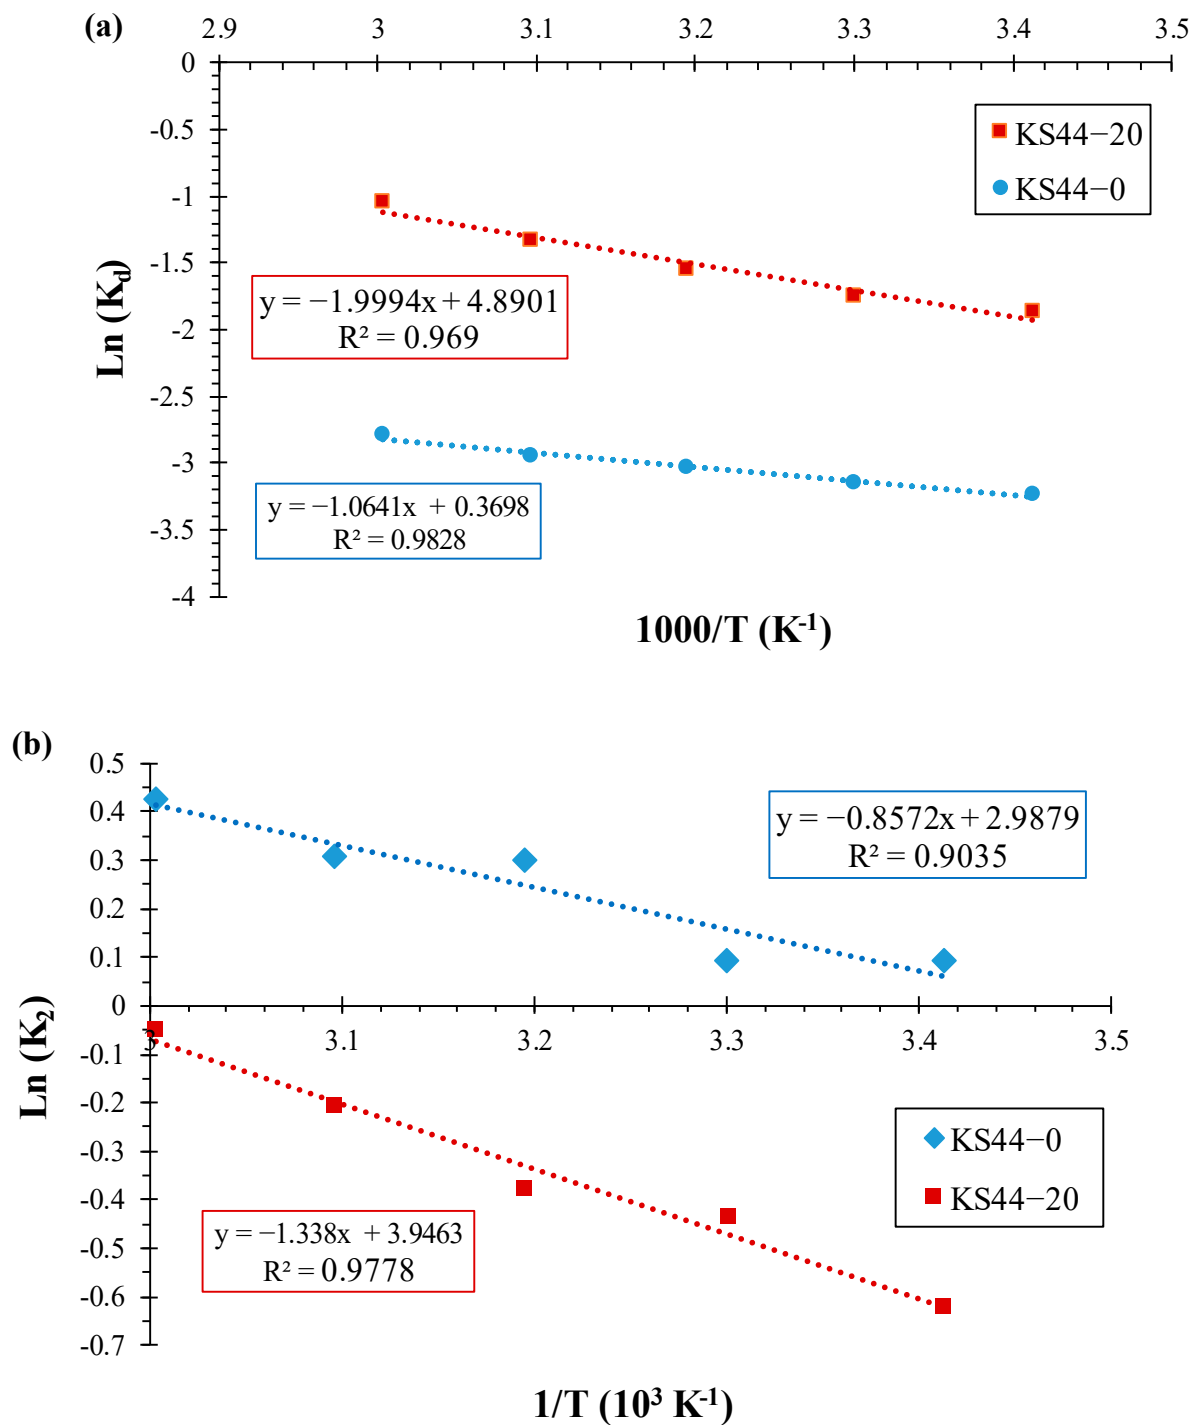 (a)
2.9 3 3.1 3.2 3.3 3.4 3.5
0
-0.5
-1
-1.5
-2
-2.5
-3
-3.5
-4
Ln (K_d)
KS44−20
KS44−0
y = −1.9994x + 4.8901
R² = 0.969
y = −1.0641x + 0.3698
R² = 0.9828
1000/T (K⁻¹)
(b)
0.5
0.4
0.3
0.2
0.1
0
-0.1
-0.2
-0.3
-0.4
-0.5
-0.6
-0.7
Ln (K₂)
3 3.1 3.2 3.3 3.4 3.5
y = −0.8572x + 2.9879
R² = 0.9035
KS44−0
KS44−20
y = −1.338x + 3.9463
R² = 0.9778
1/T (10³ K⁻¹)